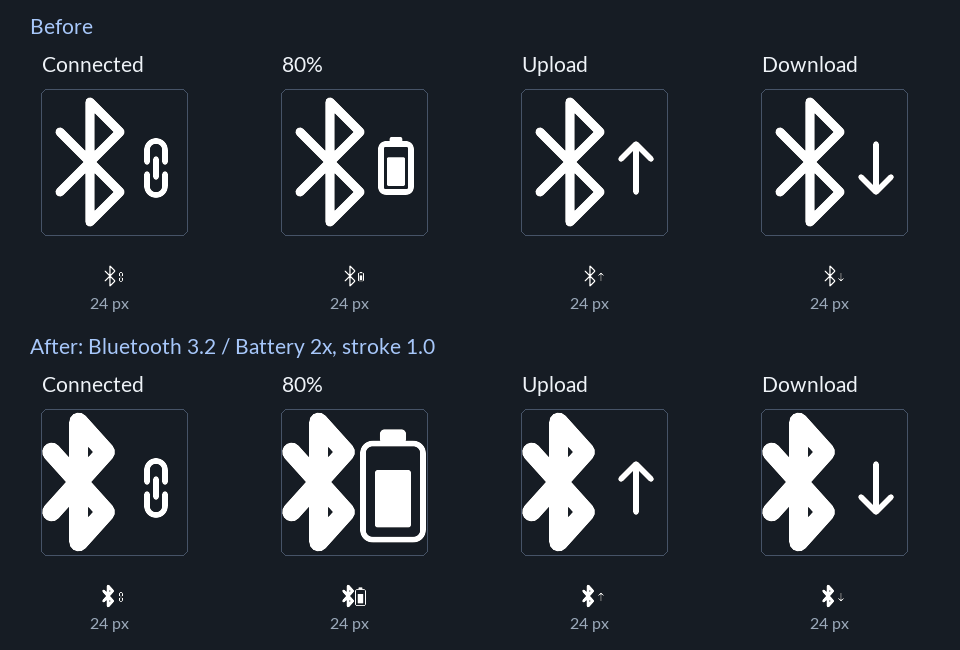 Before
Connected 80% Upload Download
24 px 24 px 24 px 24 px
After: Bluetooth 3.2 / Battery 2x, stroke 1.0
Connected 80% Upload Download
24 px 24 px 24 px 24 px